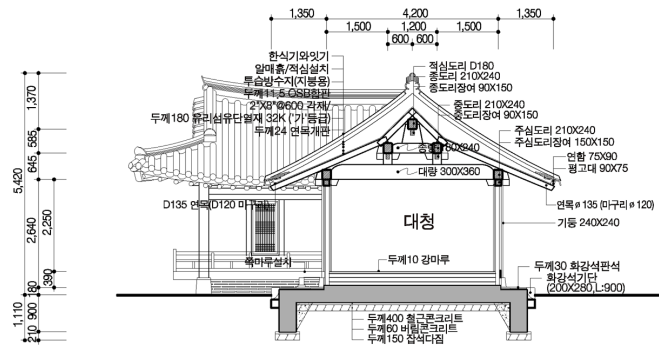 1,350 4,200 1,350
1,500 1,200 1,500
600 600
한식기와잇기
알매흙/적심설치
투습방수지(지붕용)
두께11.5 OSB합판
2"X8"@600 각재/
두께180 유리섬유단열재 32K ('가'등급)
두께24 연목개판
적심도리 D180
종도리 210X240
종도리장여 90X150
중도리 210X240
중도리장여 90X150
주심도리 210X240
주심도리장여 150X150
연함 75X90
평고대 90X75
대량 300X360
연목ø135 (마구리ø120)
D135 연목(D120
기둥 240X240
대청
쪽마루설치
두께10 강마루
두께30 화강석판석
화강석기단
(200X280,L:900)
두께400 철근콘크리트
두께60 버림콘크리트
두께150 잡석다짐
1,370
585
645
5,420
2,250
2,640
390
180
1,110
900
210